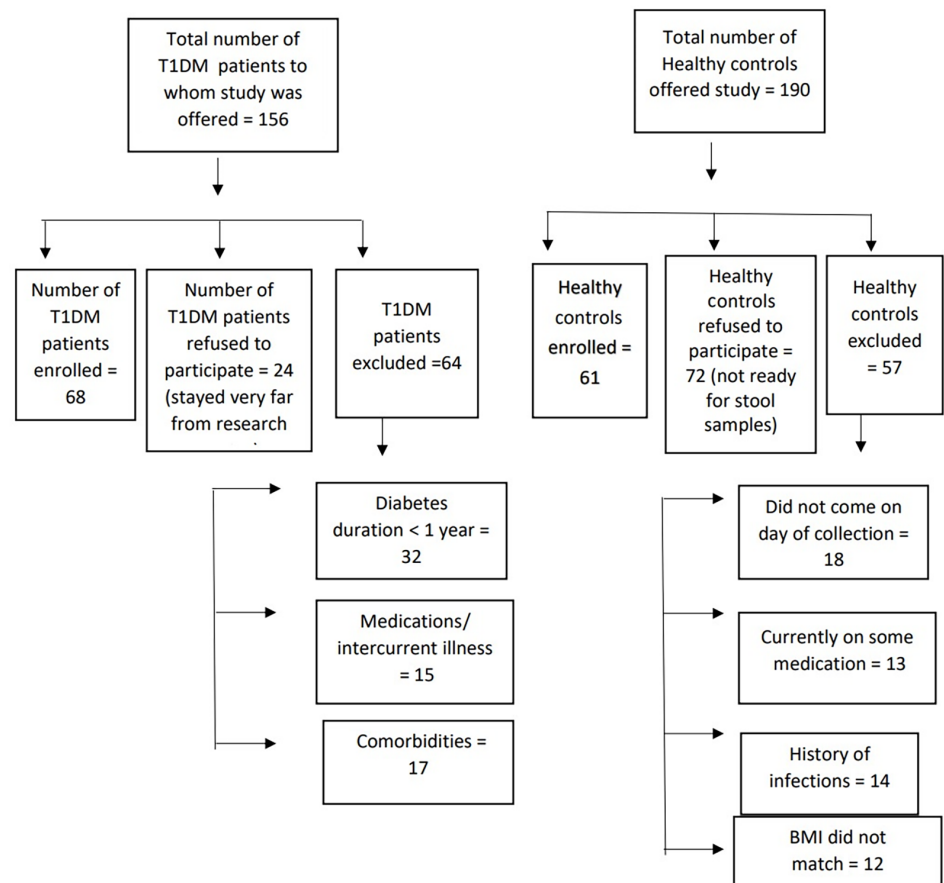 Total number of
T1DM patients to
whom study was
offered = 156
Total number of
Healthy controls
offered study = 190
Number of
T1DM
patients
enrolled =
68
Number of
T1DM patients
refused to
participate = 24
(stayed very far
from research
T1DM
patients
excluded =64
Healthy
controls
enrolled =
61
Healthy
controls
refused to
participate =
72 (not ready
for stool
samples)
Healthy
controls
excluded
= 57
Diabetes
duration < 1 year =
32
Medications/
intercurrent illness
= 15
Comorbidities =
17
Did not come on
day of collection =
18
Currently on some
medication = 13
History of
infections = 14
BMI did not
match = 12